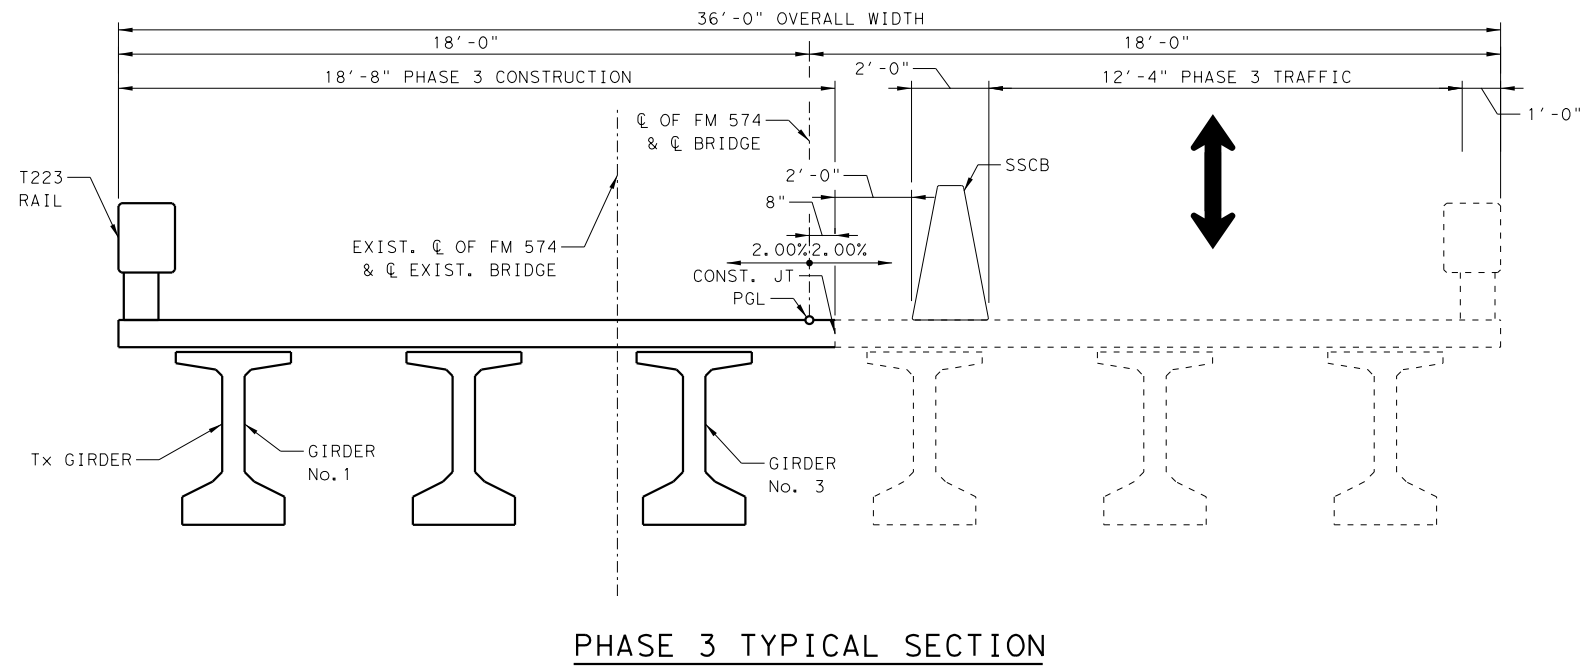 36'-0" OVERALL WIDTH
18'-0"
18'-0"
18'-8" PHASE 3 CONSTRUCTION
2'-0"
12'-4" PHASE 3 TRAFFIC
1'-0"
℄ OF FM 574
& ℄ BRIDGE
T223
RAIL
2'-0"
SSCB
8"
EXIST. ℄ OF FM 574
& ℄ EXIST. BRIDGE
2.00% 2.00%
CONST. JT
PGL
Tx GIRDER
GIRDER
No. 1
GIRDER
No. 3
PHASE 3 TYPICAL SECTION